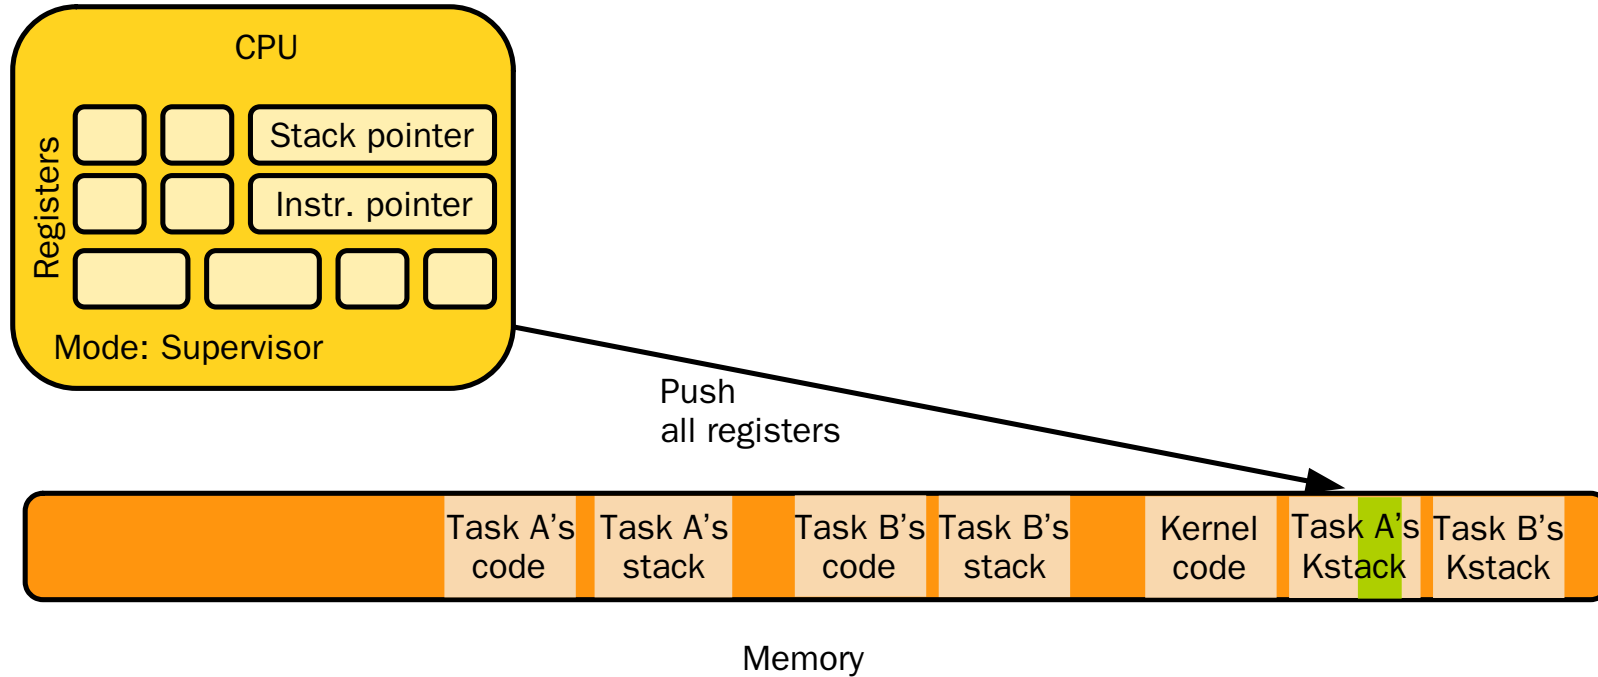 CPU
Registers
Stack pointer
Instr. pointer
Mode: Supervisor
Push
all registers
Task A’s
code
Task A’s
stack
Task B’s
code
Task B’s
stack
Kernel
code
Task A’s
Kstack
Task B’s
Kstack
Memory